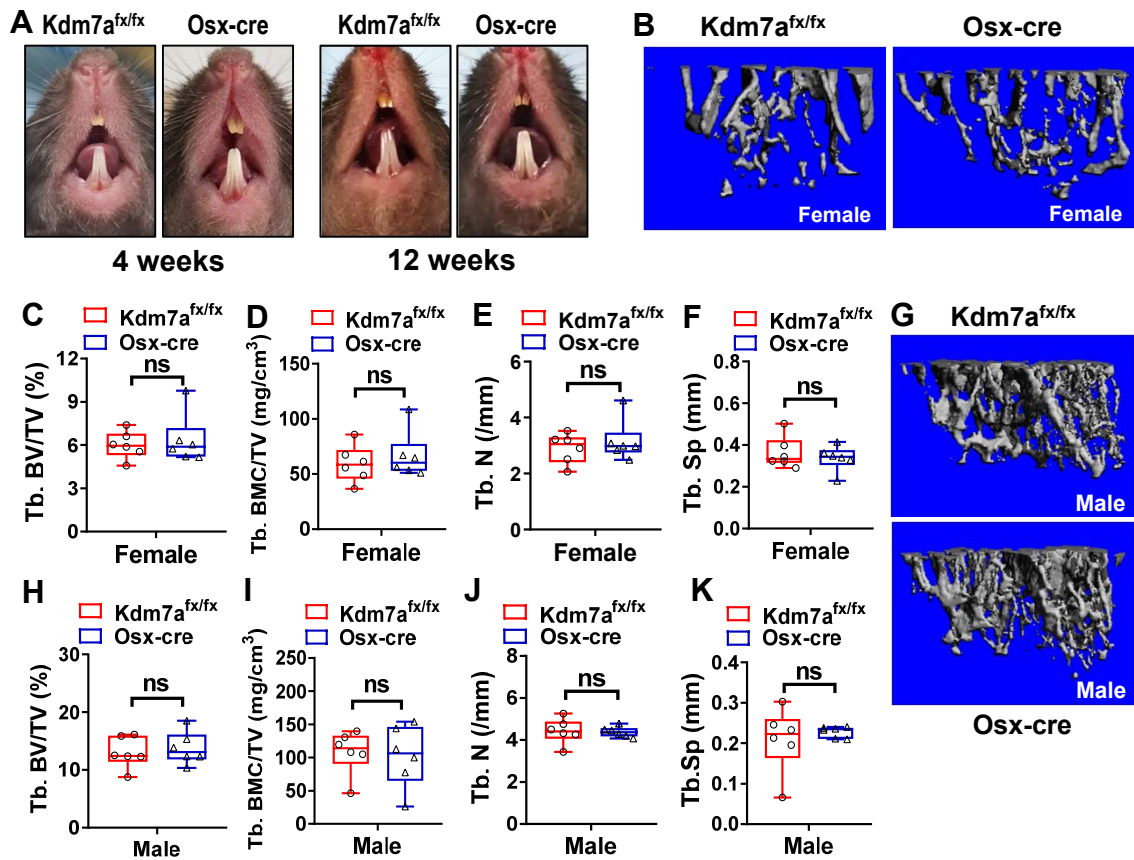 A Kdm7a^fx/fx Osx-cre Kdm7a^fx/fx Osx-cre
4 weeks 12 weeks
B Kdm7a^fx/fx Osx-cre
Female Female
C
Kdm7a^fx/fx
Osx-cre
Tb. BV/TV (%)
12
9
6
3
0
ns
Female
D
Kdm7a^fx/fx
Osx-cre
Tb. BMC/TV (mg/cm³)
150
100
50
0
ns
Female
E
Kdm7a^fx/fx
Osx-cre
Tb. N (/mm)
6
4
2
0
ns
Female
F
Kdm7a^fx/fx
Osx-cre
Tb. Sp (mm)
0.8
0.6
0.4
0.2
0.0
ns
Female
G
Kdm7a^fx/fx
Male
Male
Osx-cre
H
Kdm7a^fx/fx
Osx-cre
Tb. BV/TV (%)
30
20
10
0
ns
Male
I
Kdm7a^fx/fx
Osx-cre
Tb. BMC/TV (mg/cm³)
250
200
150
100
50
0
ns
Male
J
Kdm7a^fx/fx
Osx-cre
Tb. N (/mm)
8
6
4
2
0
ns
Male
K
Kdm7a^fx/fx
Osx-cre
Tb.Sp (mm)
0.4
0.3
0.2
0.1
0.0
ns
Male